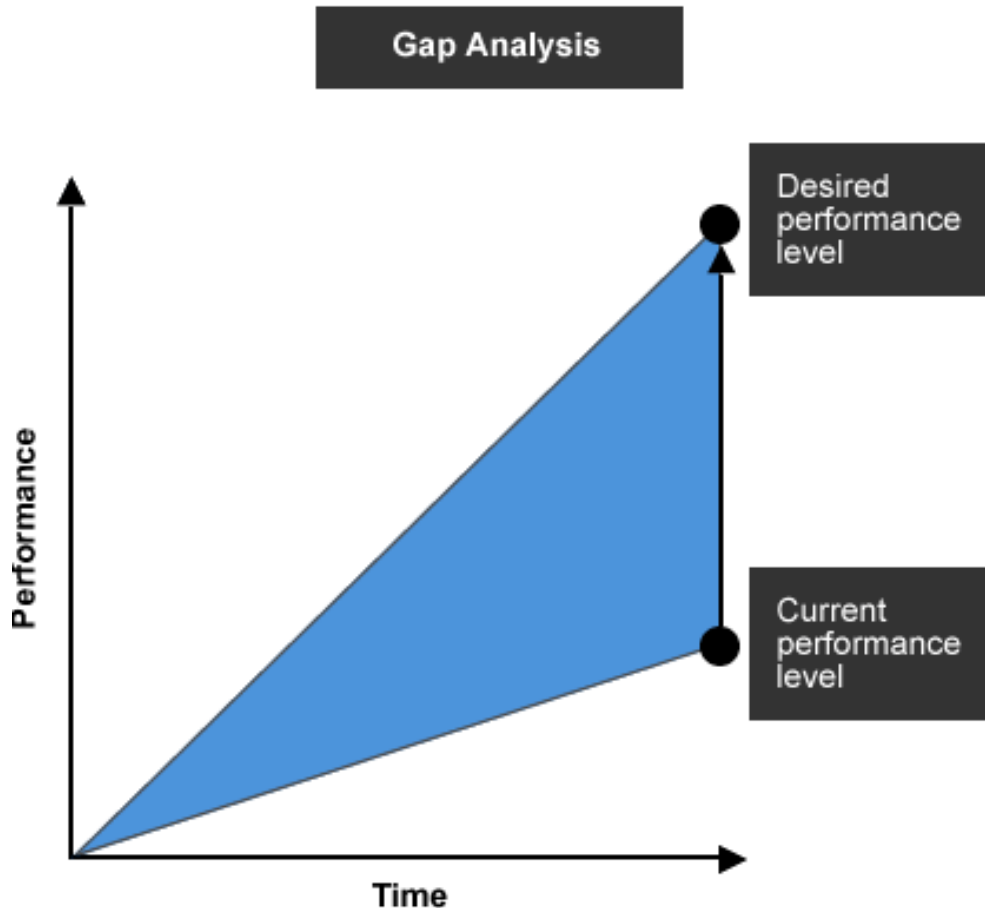 Gap Analysis
Desired
performance
level
Performance
Current
performance
level
Time